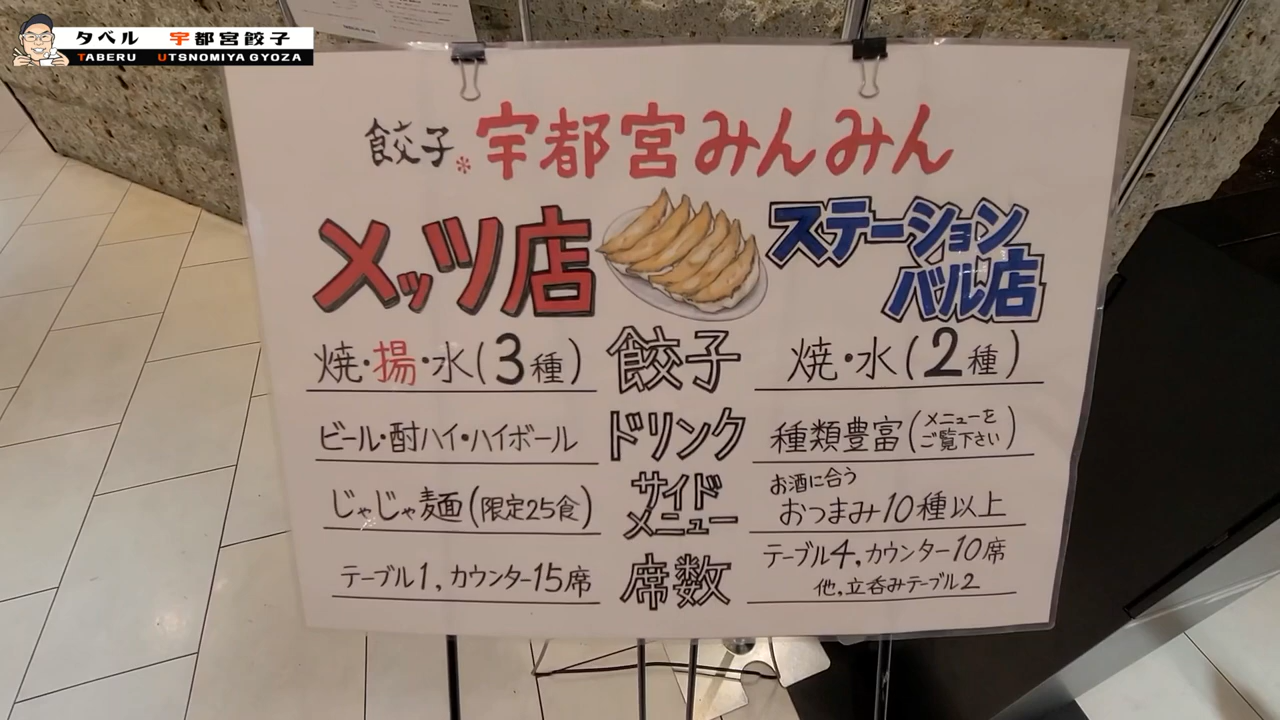 タベル 宇都宮餃子
TABERU UTSNOMIYA GYOZA
餃子*宇都宮みんみん
メッツ店
ステーション
バル店
焼・揚・水(3種) 餃子 焼・水(2種)
ビール・酎ハイ・ハイボール ドリンク 種類豊富(メニューをご覧下さい)
じゃじゃ麺(限定25食) サイドメニュー お酒に合う
おつまみ10種以上
テーブル1,カウンター15席 席数 テーブル4,カウンター10席
他,立呑みテーブル2